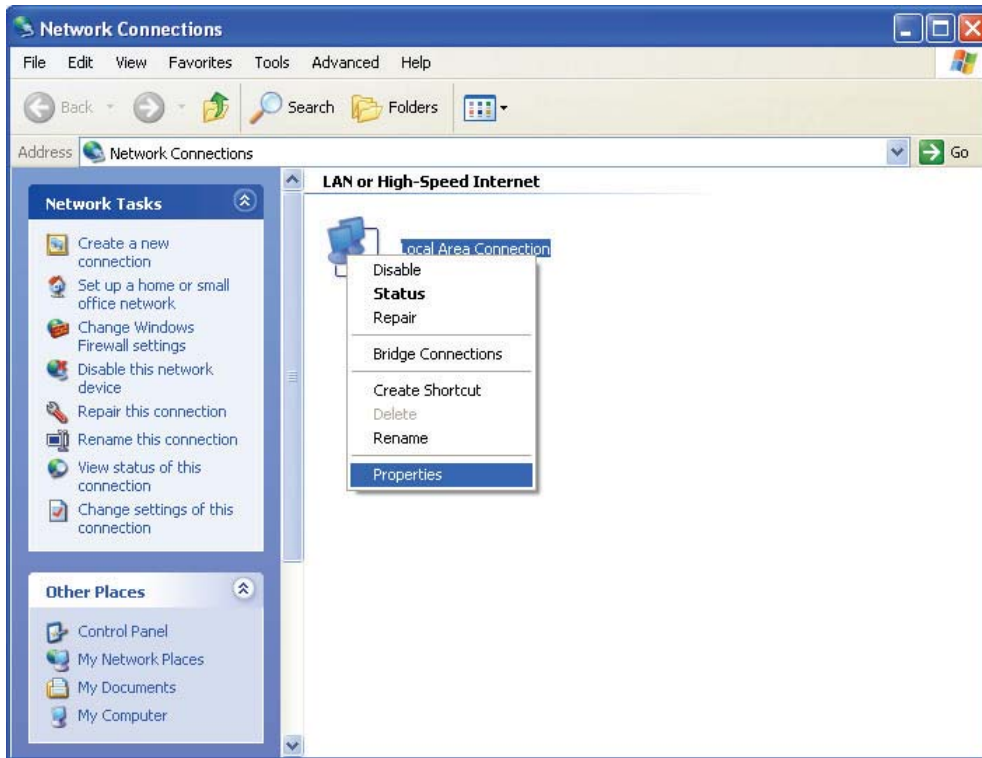 Network Connections
File Edit View Favorites Tools Advanced Help
Back Search Folders
Address Network Connections Go
Network Tasks
Create a new
connection
Set up a home or small
office network
Change Windows
Firewall settings
Disable this network
device
Repair this connection
Rename this connection
View status of this
connection
Change settings of this
connection
Other Places
Control Panel
My Network Places
My Documents
My Computer
LAN or High-Speed Internet
Local Area Connection
Disable
Status
Repair
Bridge Connections
Create Shortcut
Delete
Rename
Properties